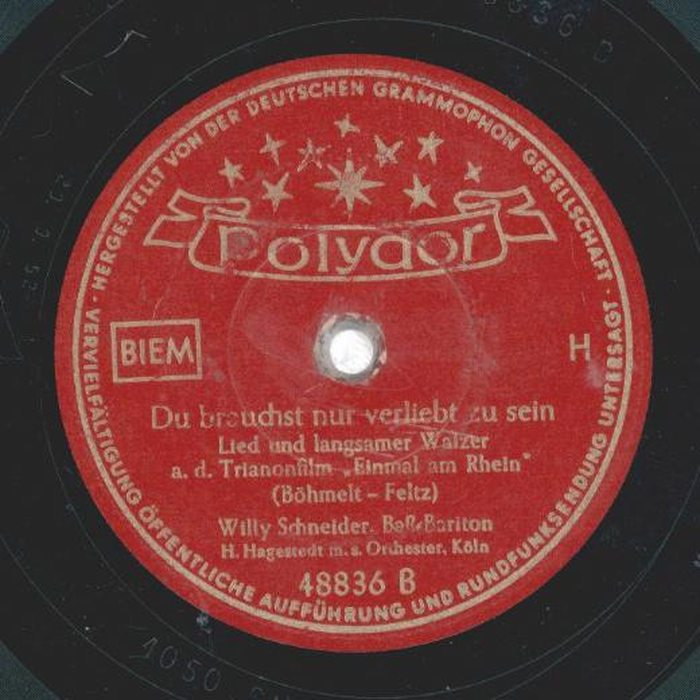 HERGESTELLT VON DER DEUTSCHEN GRAMMOPHON GESELLSCHAFT ·
VERVIELFÄLTIGUNG ÖFFENTLICHE AUFFÜHRUNG UND RUNDFUNKSENDUNG UNTERSAGT ·
Polydor
BIEM
H
Du brauchst nur verliebt zu sein
Lied und langsamer Walzer
a. d. Trianonfilm „Einmal am Rhein"
(Böhmelt – Feltz)
Willy Schneider, Baß-Bariton
H. Hagestedt m. s. Orchester, Köln
48836 B